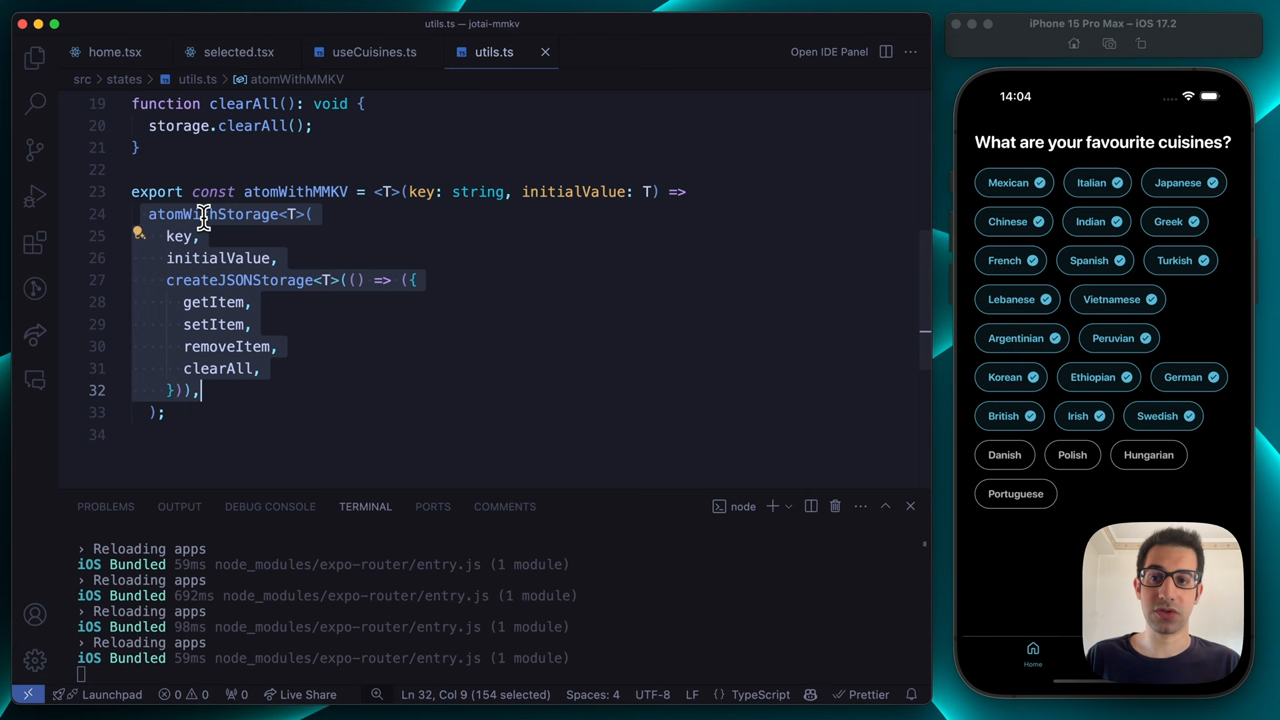 utils.ts — jotai-mmkv
home.tsx
selected.tsx
useCuisines.ts
utils.ts
Open IDE Panel
src > states > utils.ts > atomWithMMKV
19 function clearAll(): void {
20 storage.clearAll();
21 }
22
23 export const atomWithMMKV = <T>(key: string, initialValue: T) =>
24 atomWithStorage<T>(
25 key,
26 initialValue,
27 createJSONStorage<T>(() => ({
28 getItem,
29 setItem,
30 removeItem,
31 clearAll,
32 })),
33 );
34
PROBLEMS
OUTPUT
DEBUG CONSOLE
TERMINAL
PORTS
COMMENTS
node
› Reloading apps
iOS Bundled 59ms node_modules/expo-router/entry.js (1 module)
› Reloading apps
iOS Bundled 692ms node_modules/expo-router/entry.js (1 module)
› Reloading apps
iOS Bundled 98ms node_modules/expo-router/entry.js (1 module)
› Reloading apps
iOS Bundled 59ms node_modules/expo-router/entry.js (1 module)
Launchpad
0
0
0
Live Share
Ln 32, Col 9 (154 selected)
Spaces: 4
UTF-8
LF
{ } TypeScript
Prettier
iPhone 15 Pro Max – iOS 17.2
14:04
What are your favourite cuisines?
Mexican
Italian
Japanese
Chinese
Indian
Greek
French
Spanish
Turkish
Lebanese
Vietnamese
Argentinian
Peruvian
Korean
Ethiopian
German
British
Irish
Swedish
Danish
Polish
Hungarian
Portuguese
Home